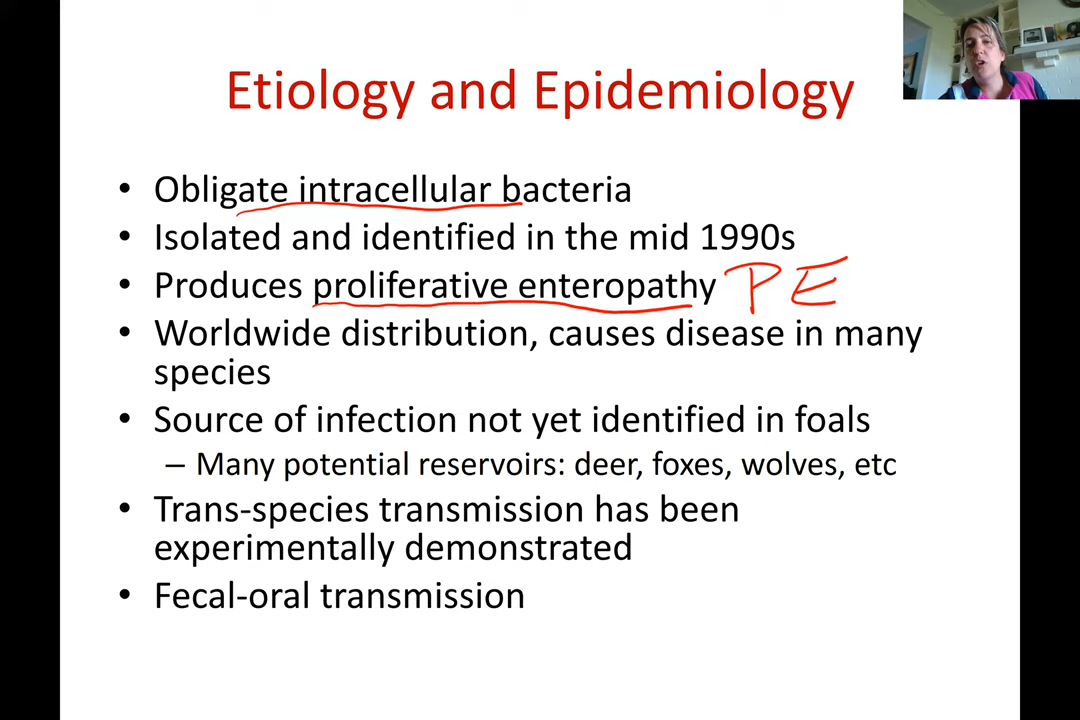 Etiology and Epidemiology
• Obligate intracellular bacteria
• Isolated and identified in the mid 1990s
• Produces proliferative enteropathy PE
• Worldwide distribution, causes disease in many
species
• Source of infection not yet identified in foals
– Many potential reservoirs: deer, foxes, wolves, etc
• Trans-species transmission has been
experimentally demonstrated
• Fecal-oral transmission